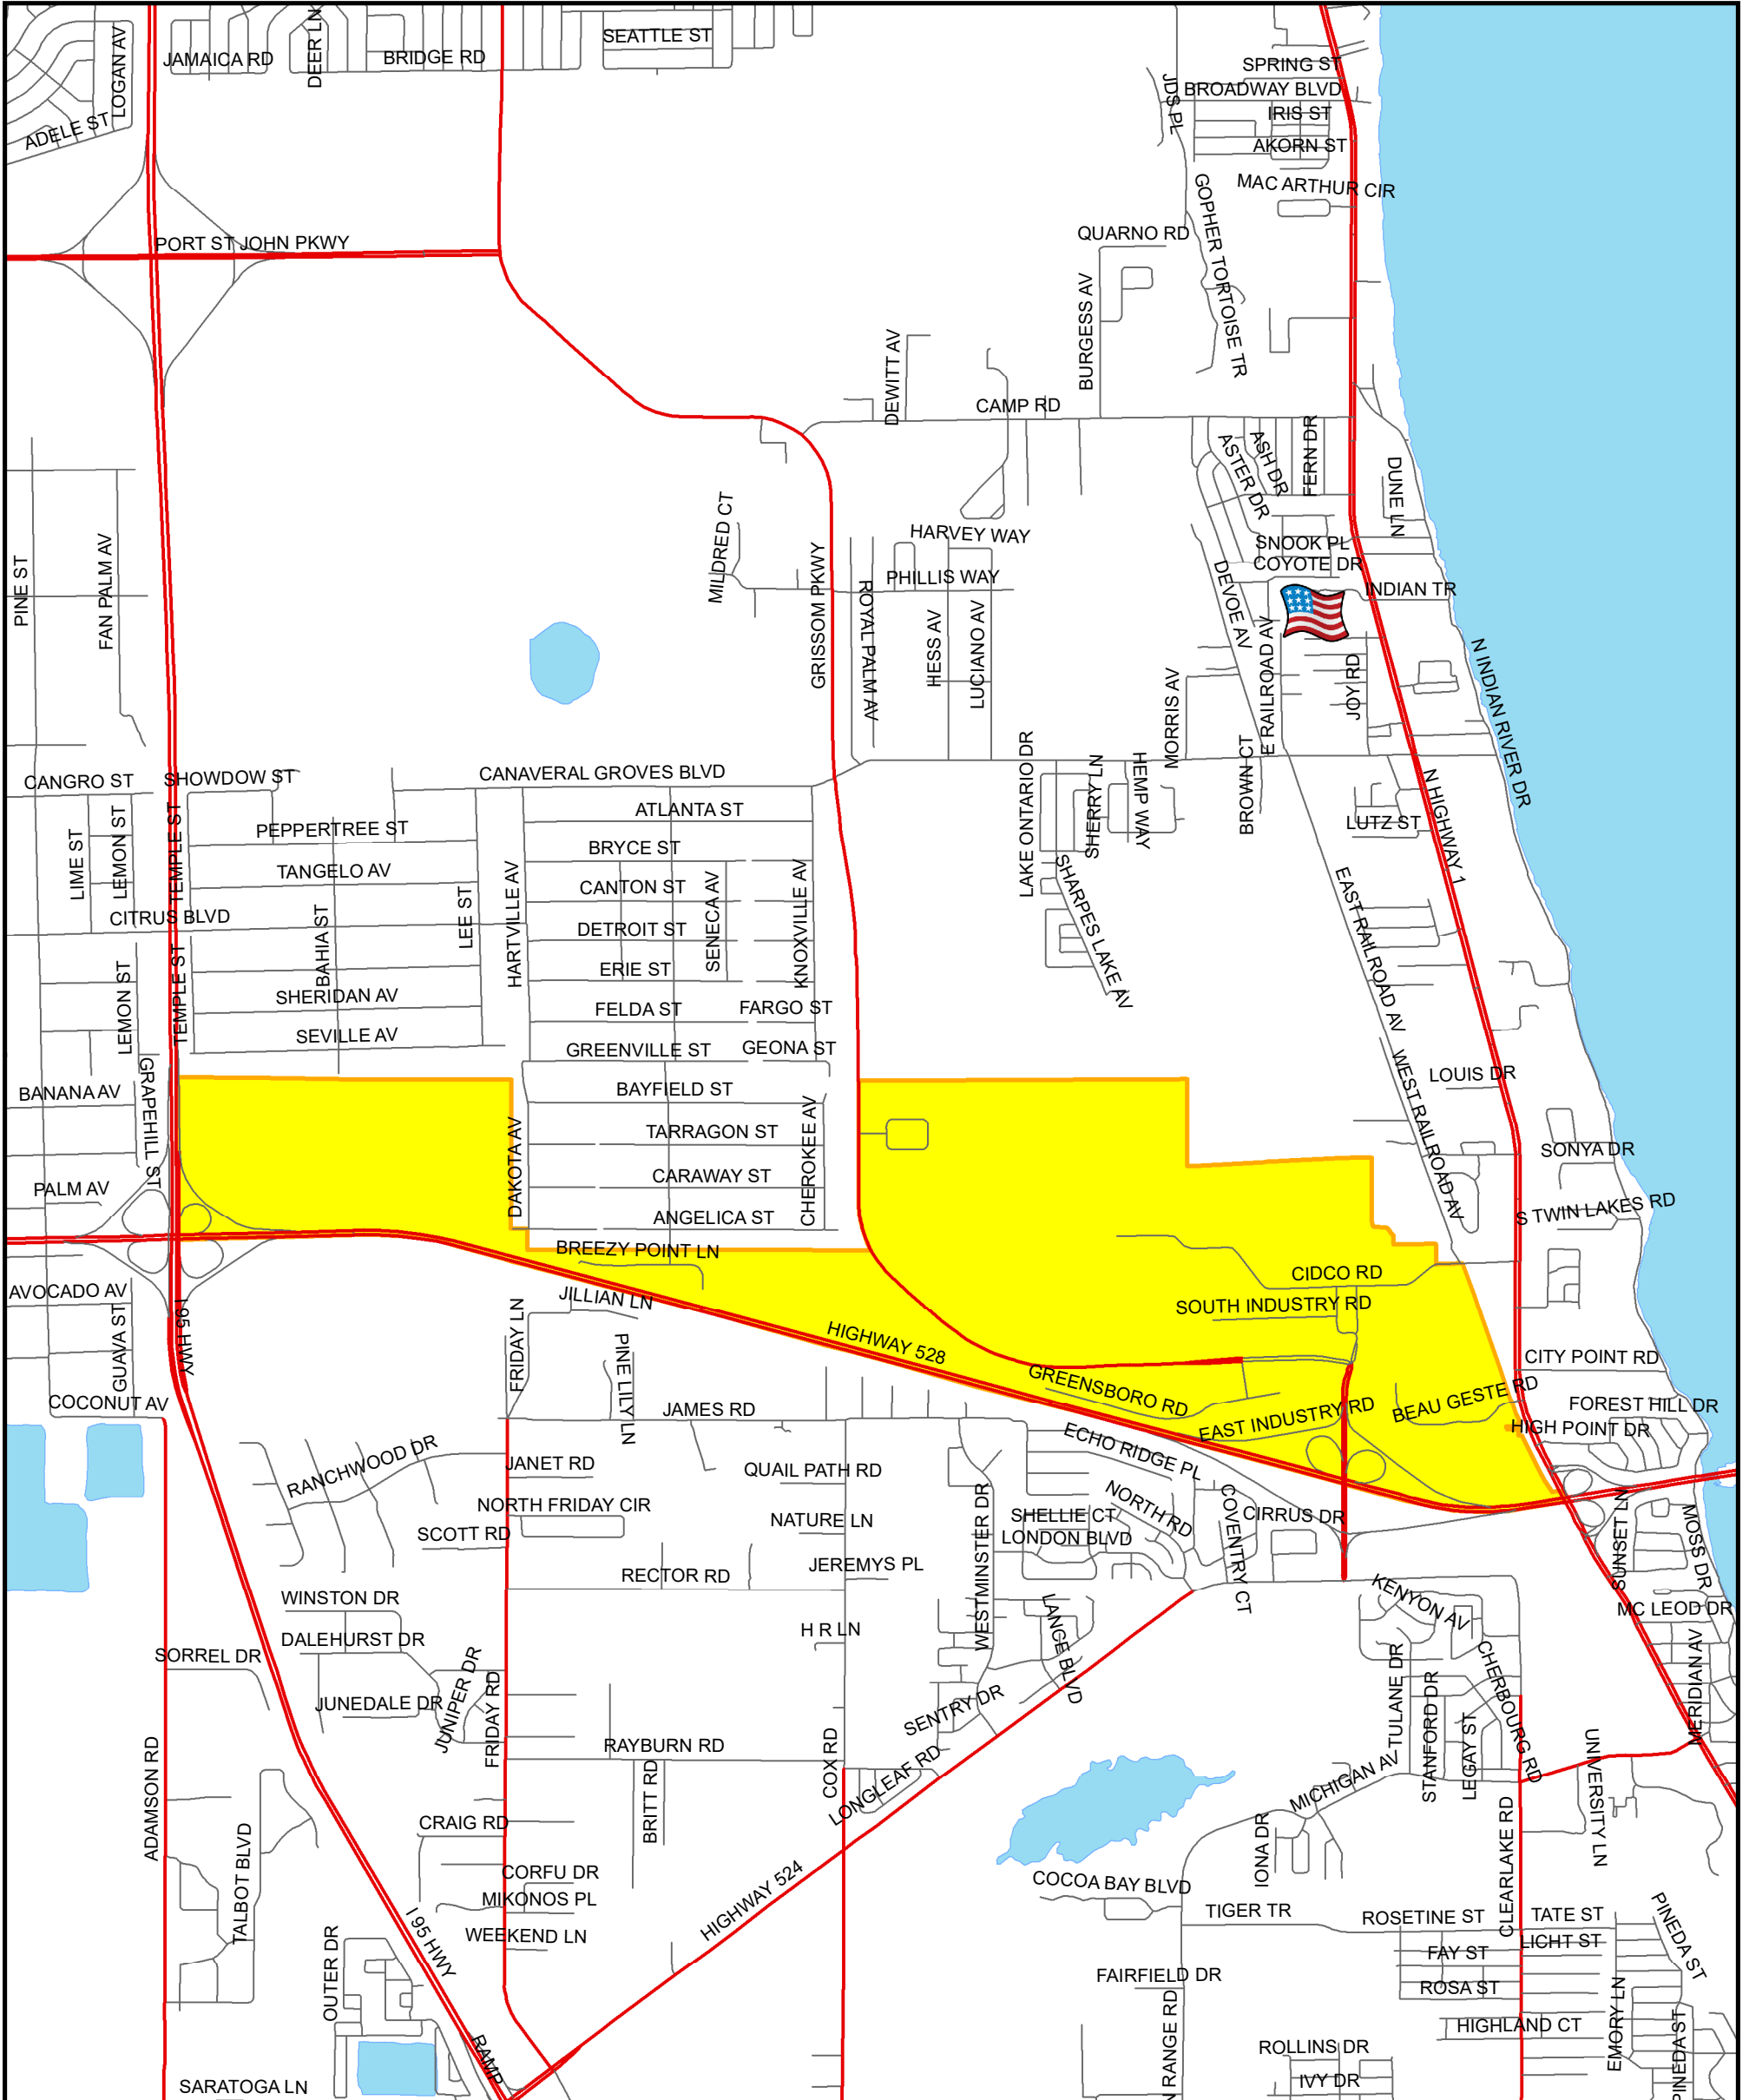 SEATTLE ST
LOGAN AV
JAMAICA RD
DEER LN
BRIDGE RD
SPRING ST
JDS PL
BROADWAY BLVD
IRIS ST
ADELE ST
AKORN ST
MAC ARTHUR CIR
GOPHER TORTOISE TR
PORT ST JOHN PKWY
QUARNO RD
BURGESS AV
DEWITT AV
CAMP RD
ASTER DR
ASH DR
FERN DR
DUNE LN
MILDRED CT
HARVEY WAY
SNOOK PL
COYOTE DR
PINE ST
FAN PALM AV
GRISSOM PKWY
ROYAL PALM AV
PHILLIS WAY
HESS AV
LUCIANO AV
DEVOE AV
INDIAN TR
E RAILROAD AV
JOY RD
N INDIAN RIVER DR
MORRIS AV
CANGRO ST
SHOWDOW ST
CANAVERAL GROVES BLVD
LAKE ONTARIO DR
SHERRY LN
HEMP WAY
BROWN CT
N HIGHWAY 1
ATLANTA ST
LIME ST
LEMON ST
TEMPLE ST
PEPPERTREE ST
BRYCE ST
LUTZ ST
TANGELO AV
CANTON ST
SENECA AV
KNOXVILLE AV
SHARPES LAKE AV
EAST RAILROAD AV
CITRUS BLVD
BAHIA ST
LEE ST
HARTVILLE AV
DETROIT ST
LEMON ST
TEMPLE ST
ERIE ST
SHERIDAN AV
FELDA ST
FARGO ST
SEVILLE AV
GREENVILLE ST
GEONA ST
WEST RAILROAD AV
LOUIS DR
BANANA AV
GRAPEHILL ST
BAYFIELD ST
DAKOTA AV
TARRAGON ST
CHEROKEE AV
SONYA DR
PALM AV
CARAWAY ST
S TWIN LAKES RD
ANGELICA ST
BREEZY POINT LN
CIDCO RD
AVOCADO AV
JILLIAN LN
SOUTH INDUSTRY RD
GUAVA ST
I 95 HWY
FRIDAY LN
PINE LILY LN
HIGHWAY 528
CITY POINT RD
GREENSBORO RD
BEAU GESTE RD
COCONUT AV
JAMES RD
EAST INDUSTRY RD
FOREST HILL DR
HIGH POINT DR
RANCHWOOD DR
JANET RD
QUAIL PATH RD
ECHO RIDGE PL
NORTH FRIDAY CIR
WESTMINSTER DR
NORTH RD
COVENTRY CT
SHELLIE CT
CIRRUS DR
SUNSET LN
MOSS DR
SCOTT RD
NATURE LN
LONDON BLVD
JEREMYS PL
RECTOR RD
WINSTON DR
LANCE BLVD
KENYON AV
MC LEOD DR
DALEHURST DR
H R LN
SORREL DR
JUNIPER DR
FRIDAY RD
TULANE DR
STANFORD DR
CHERBOURG RD
MERIDIAN AV
JUNEDALE DR
SENTRY DR
LEGAY ST
UNIVERSITY LN
ADAMSON RD
RAYBURN RD
COX RD
LONGLEAF RD
MICHIGAN AV
BRITT RD
TALBOT BLVD
CRAIG RD
IONA DR
CLEARLAKE RD
CORFU DR
HIGHWAY 524
COCOA BAY BLVD
MIKONOS PL
TIGER TR
ROSETINE ST
TATE ST
PINEDA ST
I 95 HWY
WEEKEND LN
LICHT ST
OUTER DR
FAY ST
FAIRFIELD DR
ROSA ST
N RANGE RD
HIGHLAND CT
EMORY LN
PINEDA ST
RAMP
ROLLINS DR
SARATOGA LN
IVY DR